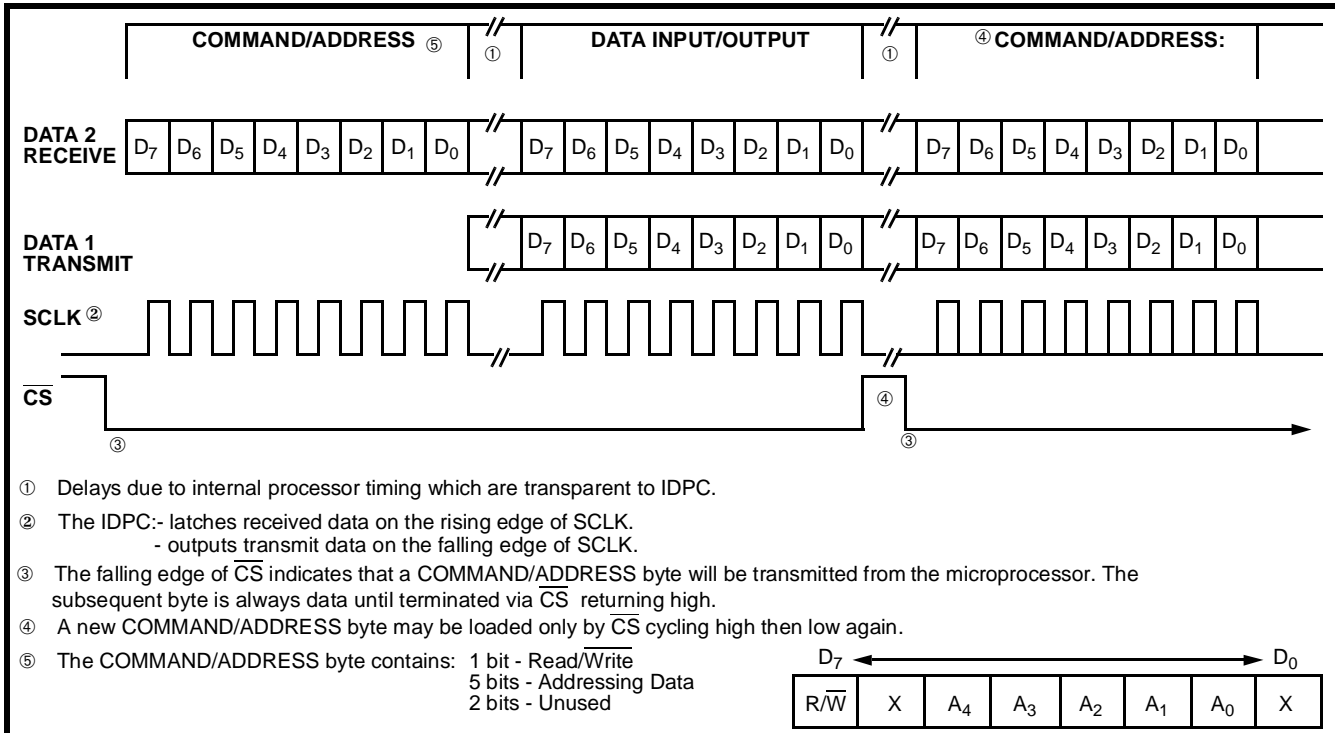 COMMAND/ADDRESS ⑤ ① DATA INPUT/OUTPUT ① ④ COMMAND/ADDRESS:
DATA 2
RECEIVE D7 D6 D5 D4 D3 D2 D1 D0 D7 D6 D5 D4 D3 D2 D1 D0 D7 D6 D5 D4 D3 D2 D1 D0
DATA 1
TRANSMIT D7 D6 D5 D4 D3 D2 D1 D0 D7 D6 D5 D4 D3 D2 D1 D0
SCLK ②
CS
③ ④ ③
① Delays due to internal processor timing which are transparent to IDPC.
② The IDPC:- latches received data on the rising edge of SCLK.
- outputs transmit data on the falling edge of SCLK.
③ The falling edge of CS indicates that a COMMAND/ADDRESS byte will be transmitted from the microprocessor. The
subsequent byte is always data until terminated via CS returning high.
④ A new COMMAND/ADDRESS byte may be loaded only by CS cycling high then low again.
⑤ The COMMAND/ADDRESS byte contains: 1 bit - Read/Write
5 bits - Addressing Data
2 bits - Unused
D7 D0
R/W X A4 A3 A2 A1 A0 X